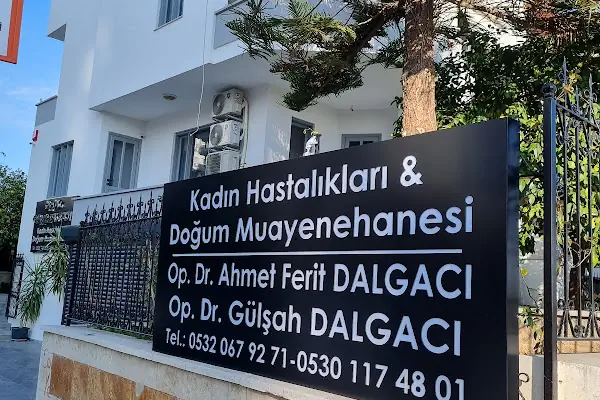 Kadın Hastalıkları &
Doğum Muayenehanesi
Op. Dr. Ahmet Ferit DALGACI
Op. Dr. Gülşah DALGACI
Tel.: 0532 067 92 71-0530 117 48 01